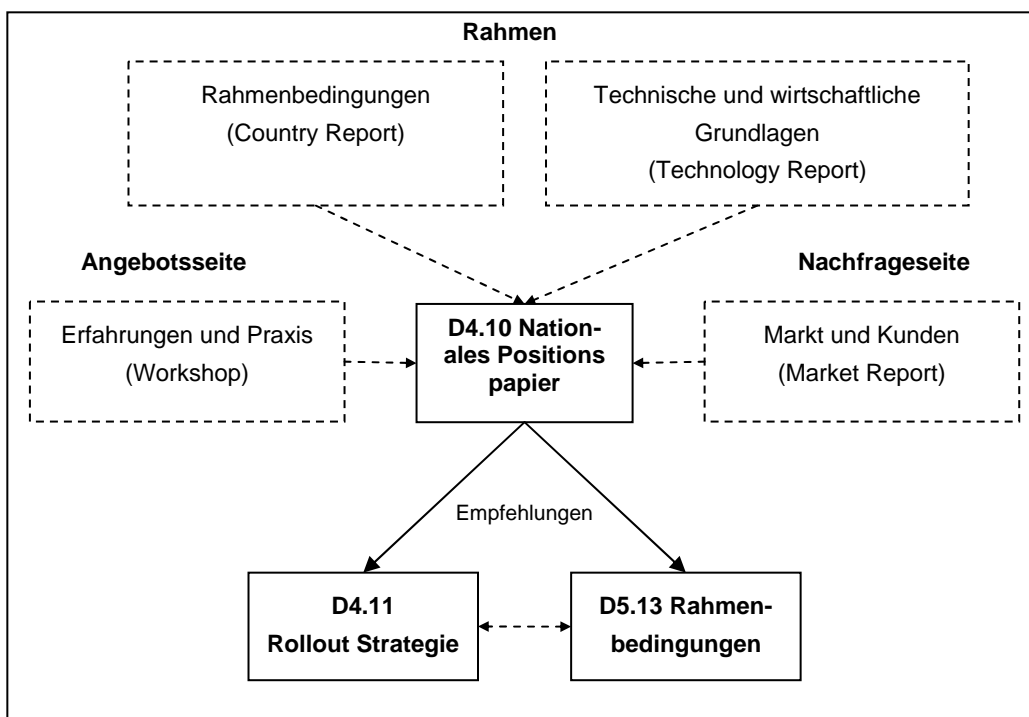 Rahmen
Rahmenbedingungen
(Country Report)
Technische und wirtschaftliche
Grundlagen
(Technology Report)
Angebotsseite
Nachfrageseite
Erfahrungen und Praxis
(Workshop)
D4.10 Nation-
ales Positions
papier
Markt und Kunden
(Market Report)
Empfehlungen
D4.11
Rollout Strategie
D5.13 Rahmen-
bedingungen